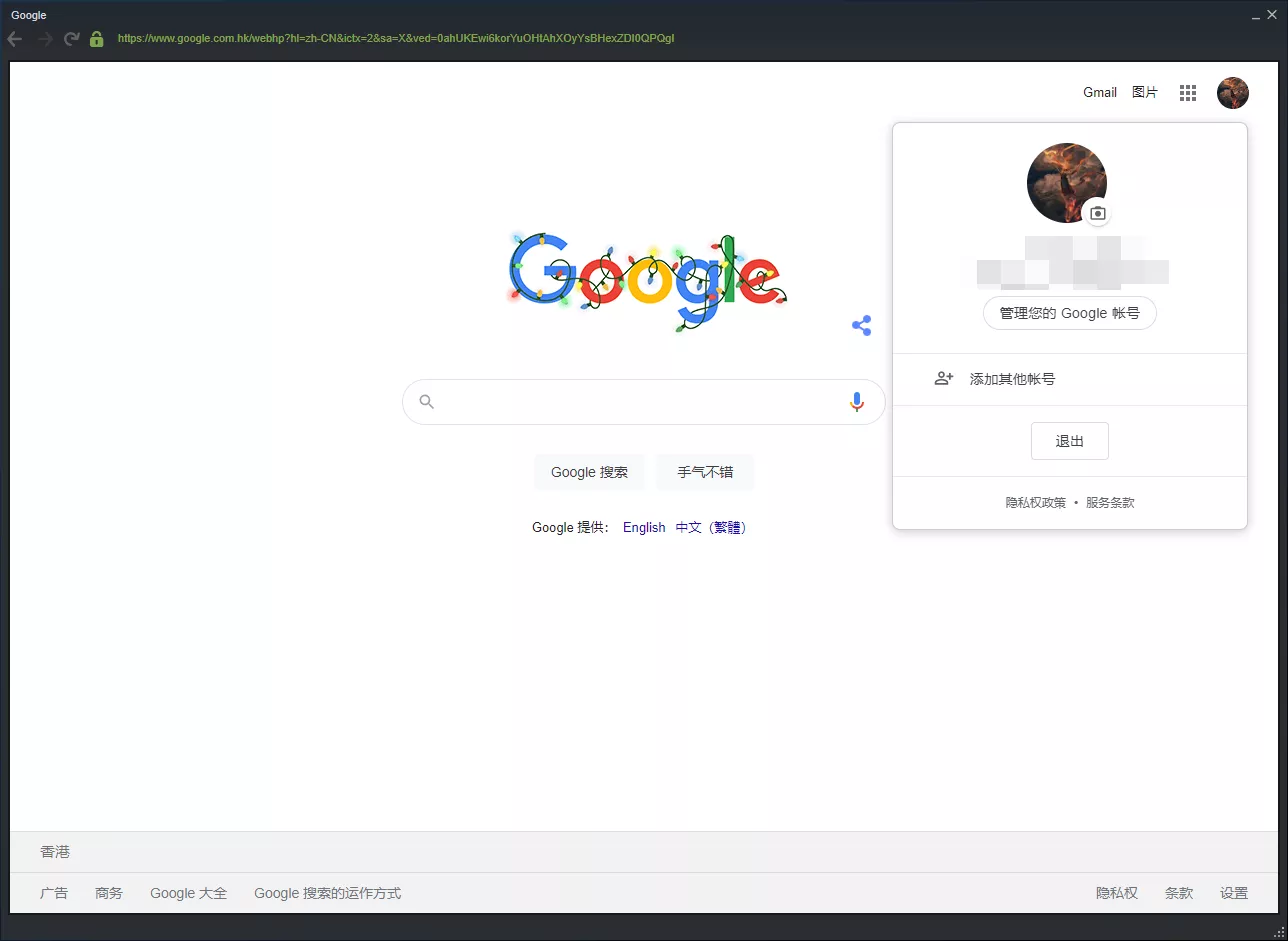 Google
https://www.google.com.hk/webhp?hl=zh-CN&ictx=2&sa=X&ved=0ahUKEwi6korYuOHtAhXOyYsBHexZDI0QPQgI
Gmail 图片
Google
管理您的 Google 帐号
添加其他帐号
退出
隐私权政策 • 服务条款
Google 搜索 手气不错
Google 提供: English 中文（繁體）
香港
广告 商务 Google 大全 Google 搜索的运作方式 隐私权 条款 设置